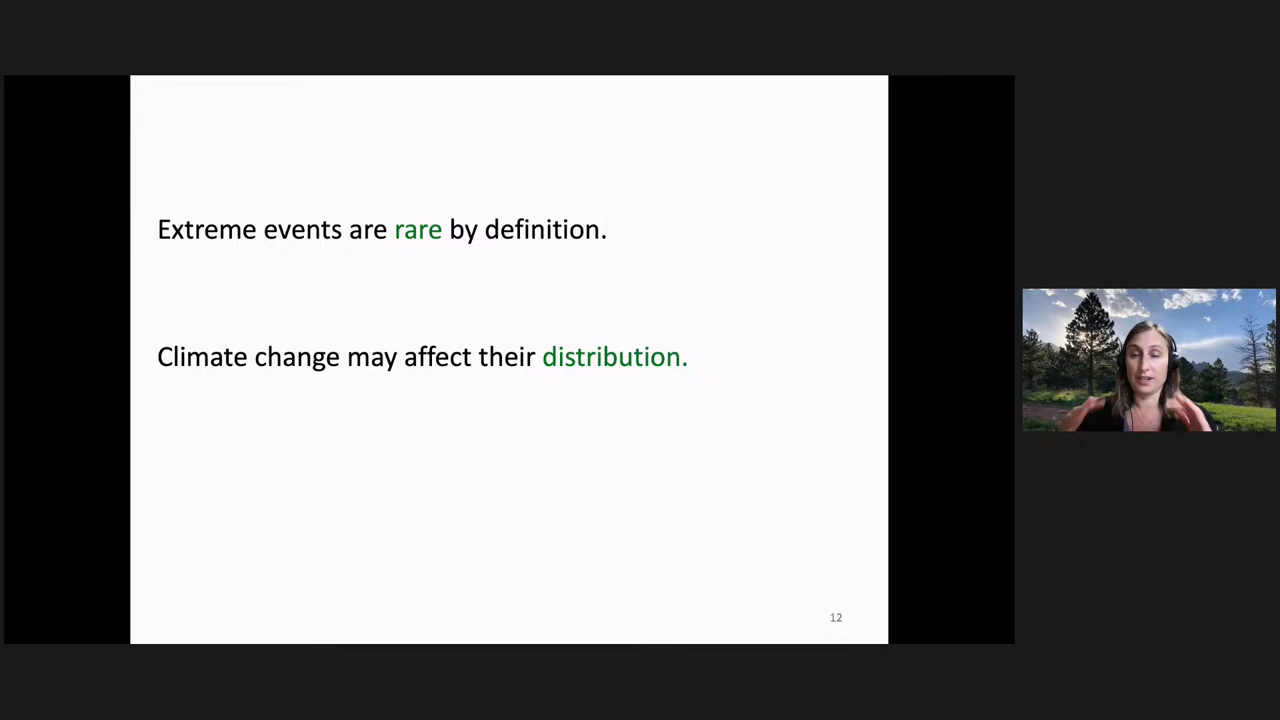 Extreme events are rare by definition.
Climate change may affect their distribution.
12